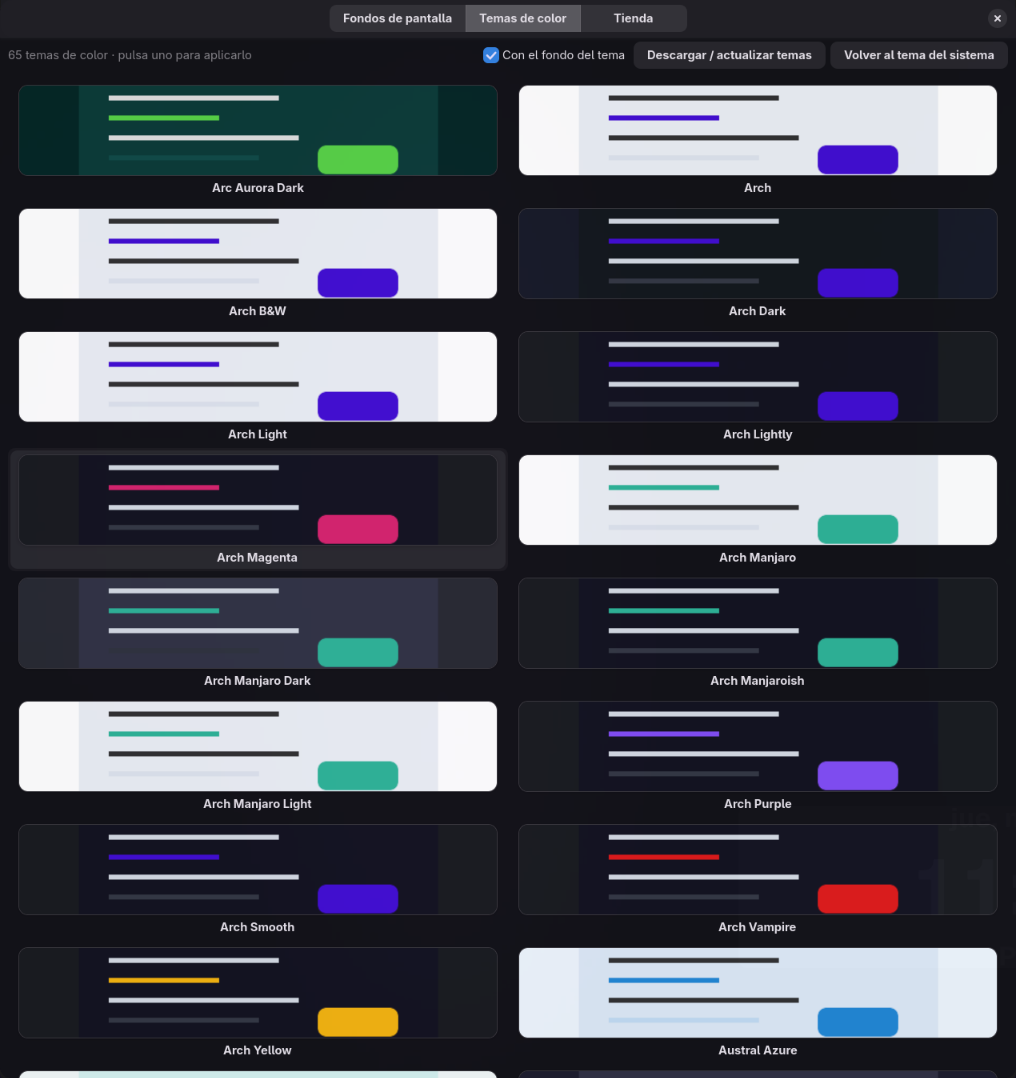 Fondos de pantalla
Temas de color
Tienda
65 temas de color · pulsa uno para aplicarlo
Con el fondo del tema
Descargar / actualizar temas
Volver al tema del sistema
Arc Aurora Dark
Arch
Arch B&W
Arch Dark
Arch Light
Arch Lightly
Arch Magenta
Arch Manjaro
Arch Manjaro Dark
Arch Manjaroish
Arch Manjaro Light
Arch Purple
Arch Smooth
Arch Vampire
Arch Yellow
Austral Azure